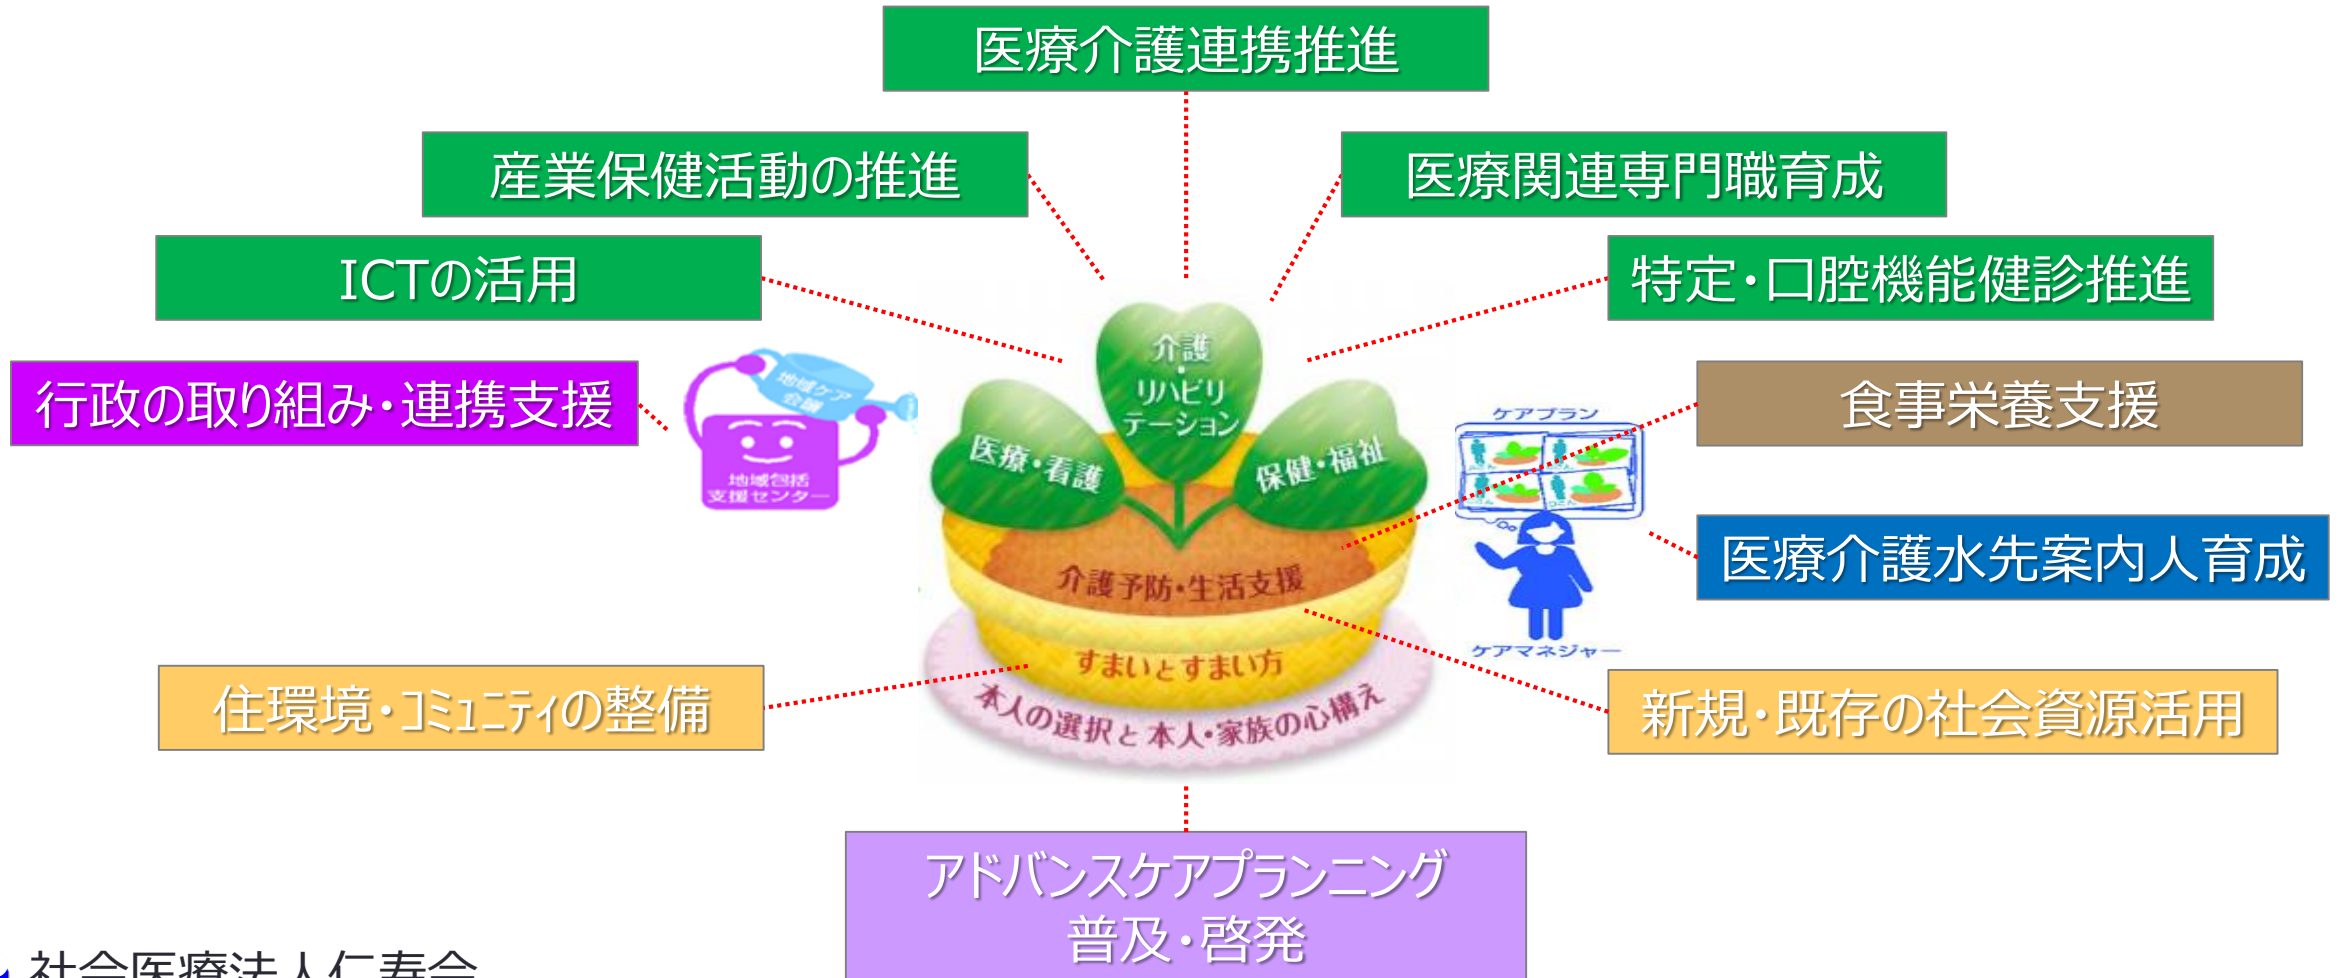 医療介護連携推進
産業保健活動の推進
医療関連専門職育成
ICTの活用
特定・口腔機能健診推進
行政の取り組み・連携支援
食事栄養支援
地域ケア
会議
地域包括
支援センター
介護
・
リハビリ
テーション
医療・看護
保健・福祉
ケアプラン
介護予防・生活支援
すまいとすまい方
本人の選択と本人・家族の心構え
ケアマネジャー
医療介護水先案内人育成
住環境・コミュニティの整備
新規・既存の社会資源活用
アドバンスケアプランニング
普及・啓発
社会医療法人仁寿会